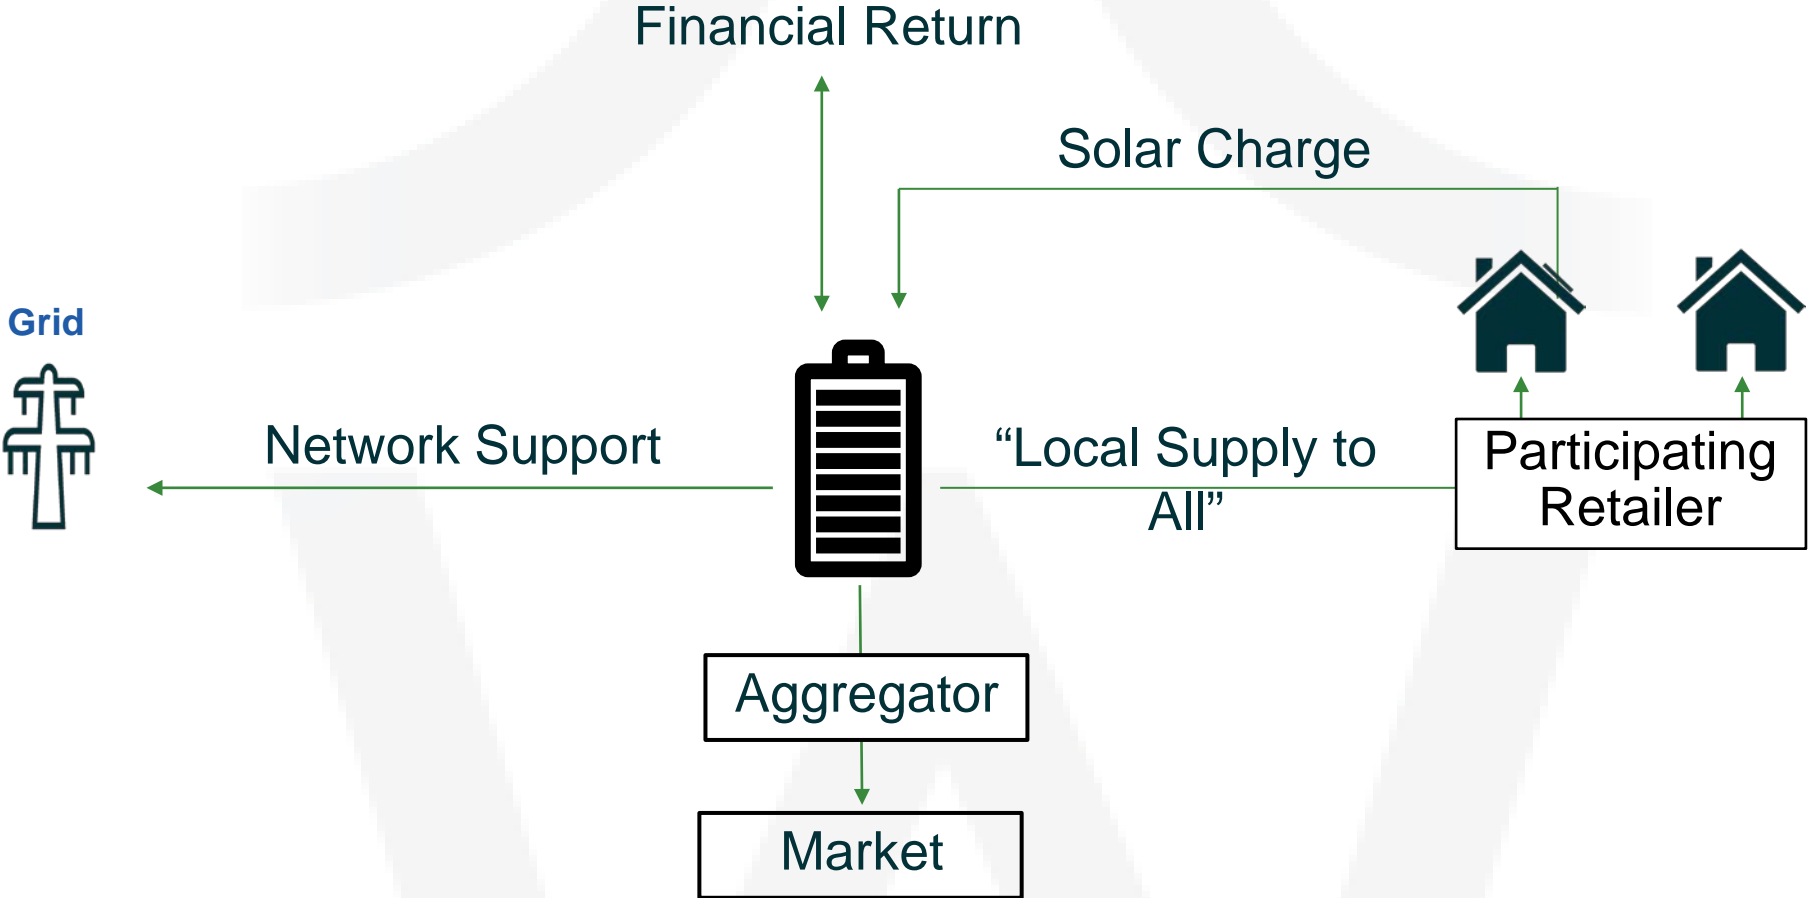 Financial Return
Solar Charge
Grid
Network Support
“Local Supply to
All”
Participating
Retailer
Aggregator
Market